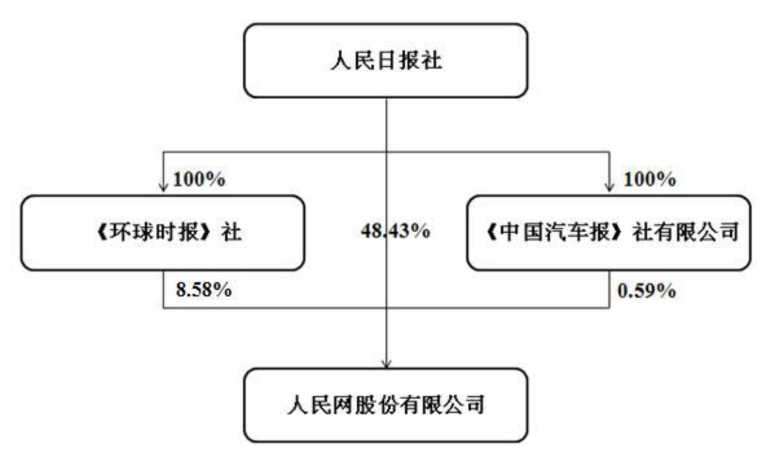 人民日报社
100%
100%
《环球时报》社
48.43%
《中国汽车报》社有限公司
8.58%
0.59%
人民网股份有限公司